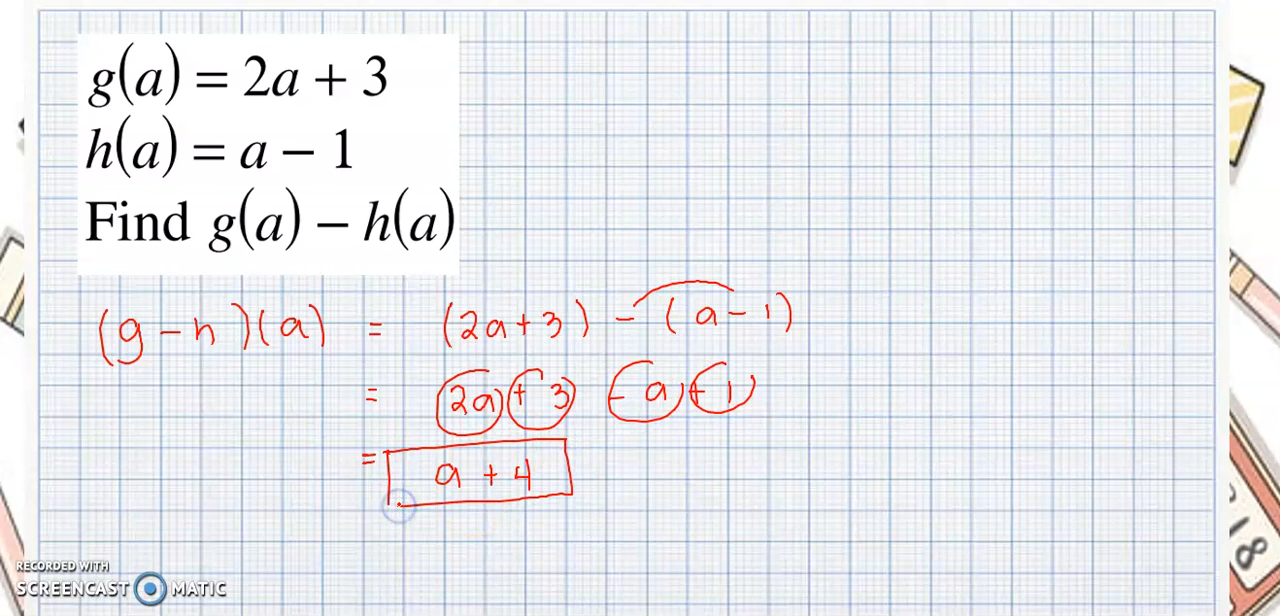 g(a) = 2a + 3
h(a) = a − 1
Find g(a) − h(a)
(g − h)(a) = (2a + 3) − (a − 1)
= 2a + 3 − a + 1
= a + 4
RECORDED WITH
SCREENCAST MATIC